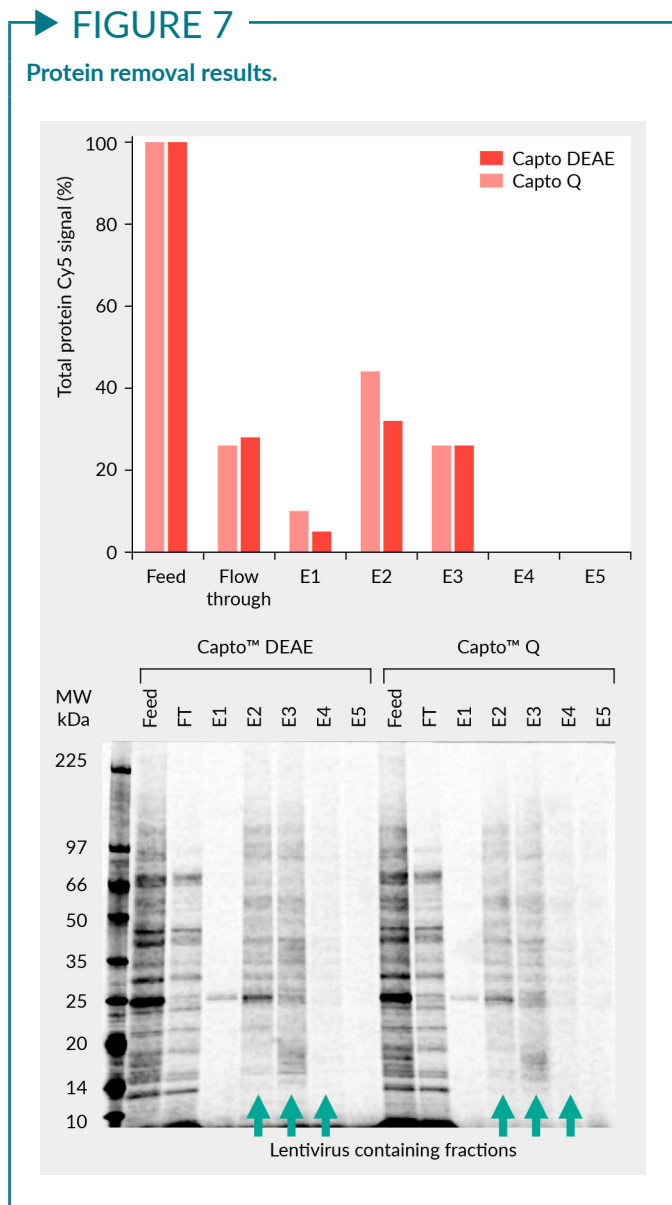 FIGURE 7
Protein removal results.
Total protein Cy5 signal (%)
100
80
60
40
20
0
Capto DEAE
Capto Q
Feed
Flow
through
E1
E2
E3
E4
E5
Capto™ DEAE
Capto™ Q
MW
kDa
Feed
FT
E1
E2
E3
E4
E5
Feed
FT
E1
E2
E3
E4
E5
225
97
66
50
35
25
20
14
10
Lentivirus containing fractions